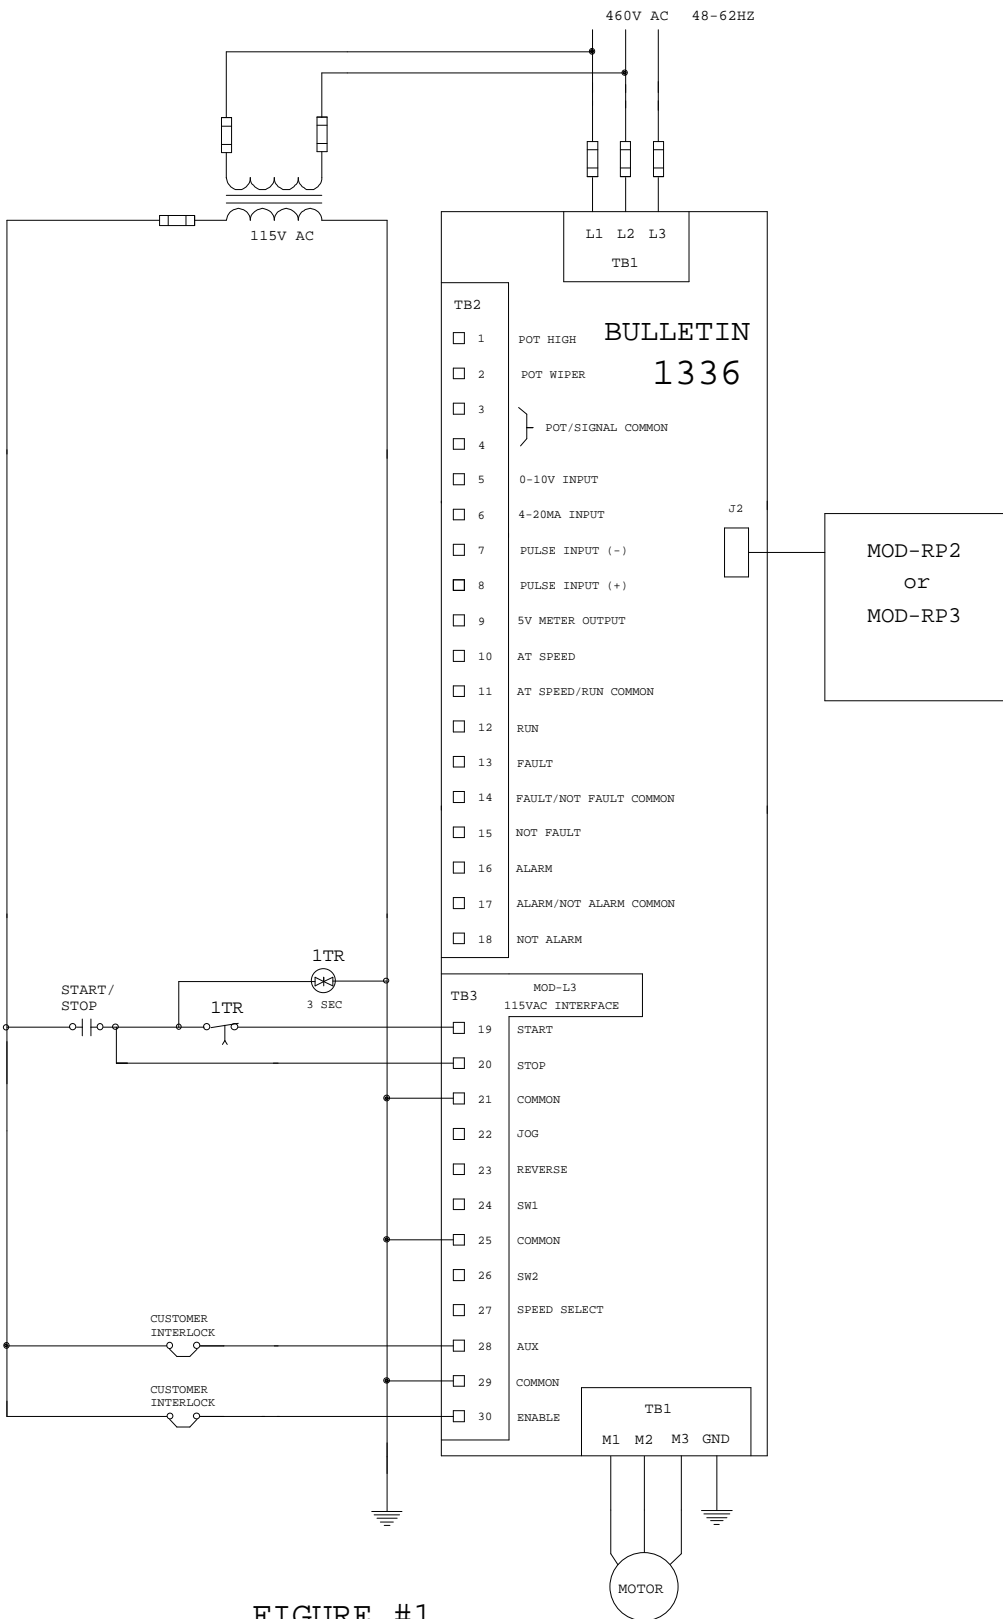 460V AC 48-62HZ
115V AC
L1 L2 L3
TB1
TB2
BULLETIN
1336
1 POT HIGH
2 POT WIPER
3
POT/SIGNAL COMMON
4
5 0-10V INPUT
6 4-20MA INPUT
J2
7 PULSE INPUT (-)
8 PULSE INPUT (+)
MOD-RP2
or
MOD-RP3
9 5V METER OUTPUT
10 AT SPEED
11 AT SPEED/RUN COMMON
12 RUN
13 FAULT
14 FAULT/NOT FAULT COMMON
15 NOT FAULT
16 ALARM
17 ALARM/NOT ALARM COMMON
18 NOT ALARM
1TR
3 SEC
START/
STOP
1TR
TB3
MOD-L3
115VAC INTERFACE
19 START
20 STOP
21 COMMON
22 JOG
23 REVERSE
24 SW1
25 COMMON
26 SW2
27 SPEED SELECT
CUSTOMER
INTERLOCK
28 AUX
29 COMMON
CUSTOMER
INTERLOCK
30 ENABLE
TB1
M1 M2 M3 GND
MOTOR
FIGURE #1